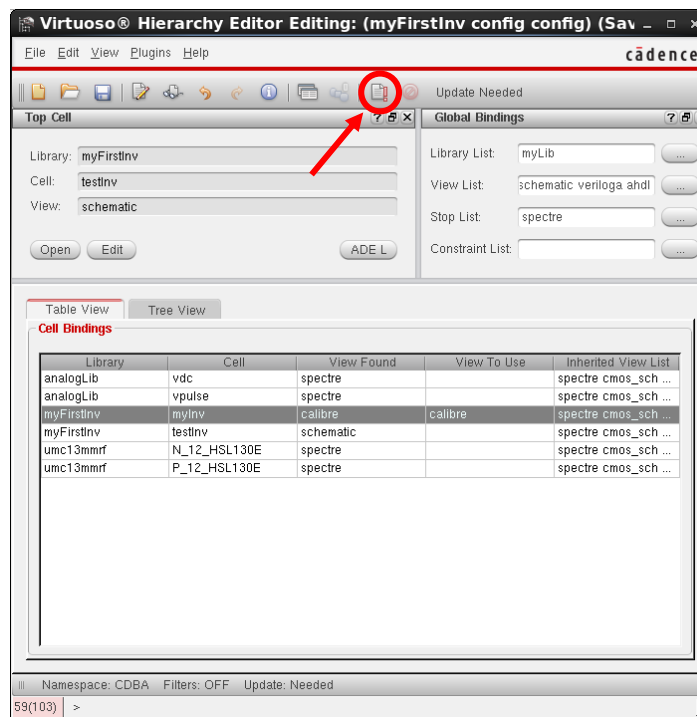 Virtuoso® Hierarchy Editor Editing: (myFirstInv config config) (Sav
File Edit View Plugins Help
cādence
Update Needed
Top Cell
Library: myFirstInv
Cell: testInv
View: schematic
Open Edit ADE L
Global Bindings
Library List: myLib ...
View List: schematic veriloga ahdl ...
Stop List: spectre ...
Constraint List: ...
Table View Tree View
Cell Bindings
Library Cell View Found View To Use Inherited View List
analogLib vdc spectre spectre cmos_sch ...
analogLib vpulse spectre spectre cmos_sch ...
myFirstInv myInv calibre calibre spectre cmos_sch ...
myFirstInv testInv schematic spectre cmos_sch ...
umc13mmrf N_12_HSL130E spectre spectre cmos_sch ...
umc13mmrf P_12_HSL130E spectre spectre cmos_sch ...
Namespace: CDBA Filters: OFF Update: Needed
59(103) >